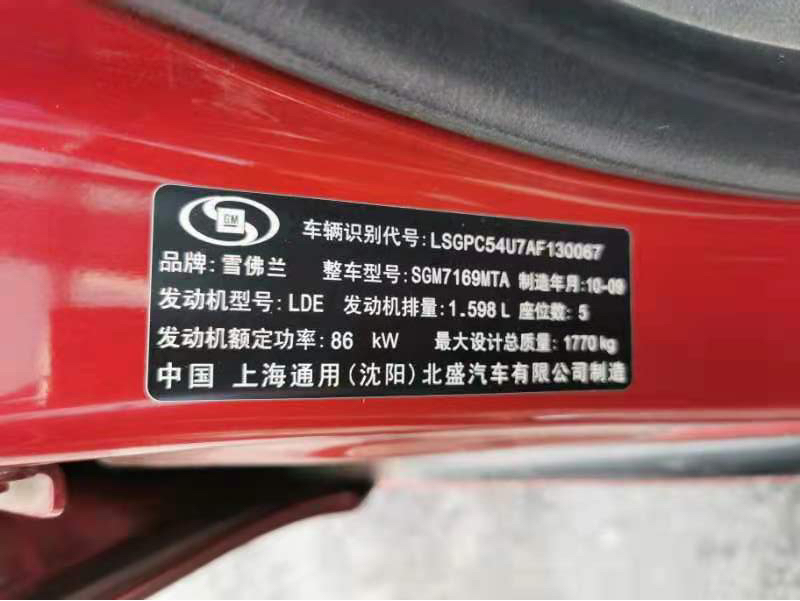 GM
车辆识别代号:LSGPC54U7AF130067
品牌: 雪佛兰 整车型号:SGM7169MTA 制造年月:10-09
发动机型号: LDE 发动机排量:1.598 L 座位数: 5
发动机额定功率: 86 kW 最大设计总质量: 1770kg
中国 上海通用(沈阳)北盛汽车有限公司制造